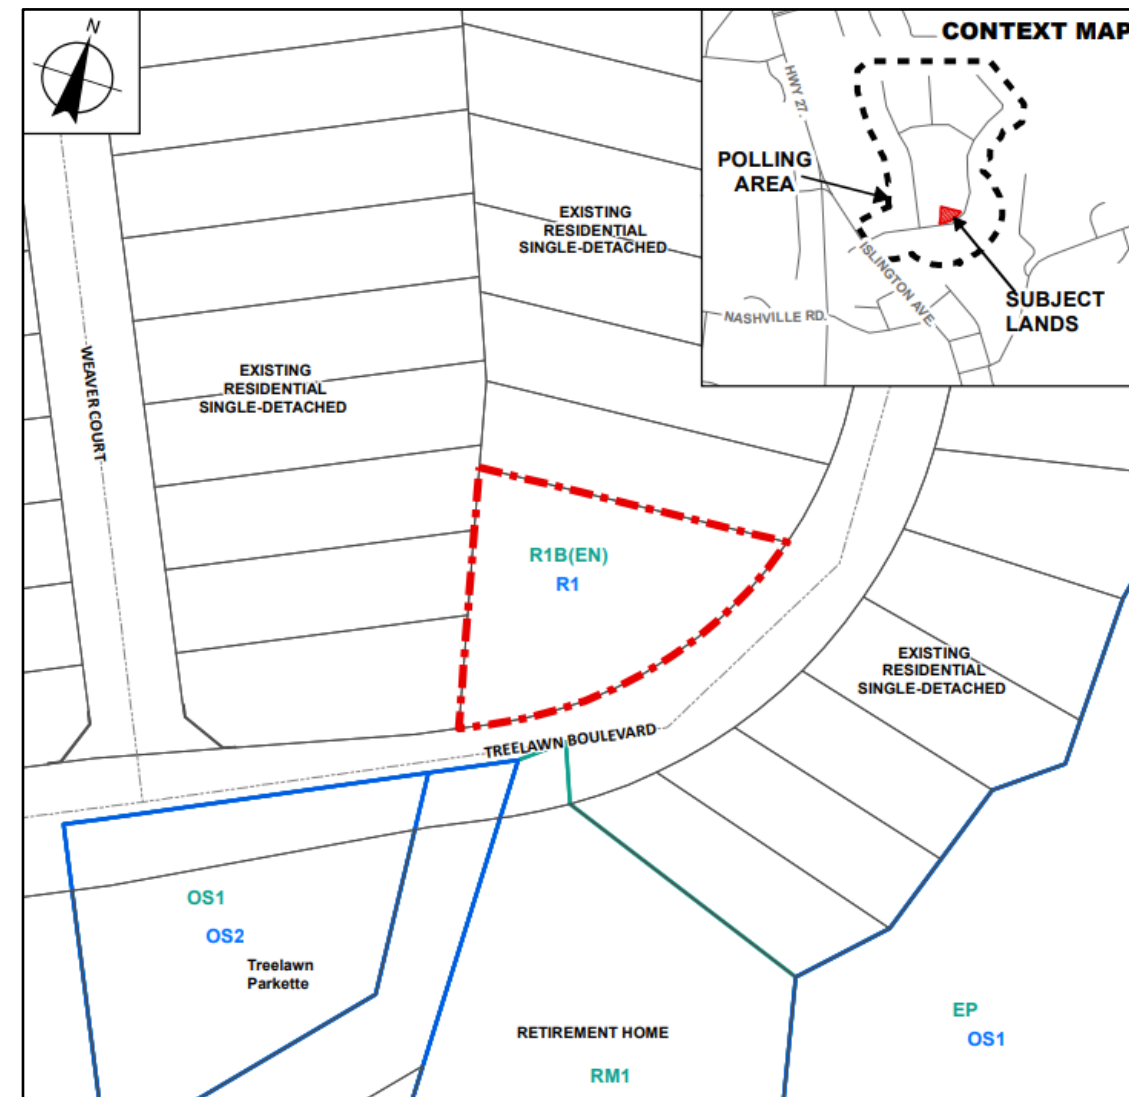 N
CONTEXT MAP
HWY 27.
POLLING
AREA
ISLINGTON AVE.
SUBJECT
LANDS
NASHVILLE RD.
EXISTING
RESIDENTIAL
SINGLE-DETACHED
WEAVER COURT
EXISTING
RESIDENTIAL
SINGLE-DETACHED
R1B(EN)
R1
EXISTING
RESIDENTIAL
SINGLE-DETACHED
TREELAWN BOULEVARD
OS1
OS2
Treelawn
Parkette
RETIREMENT HOME
RM1
EP
OS1